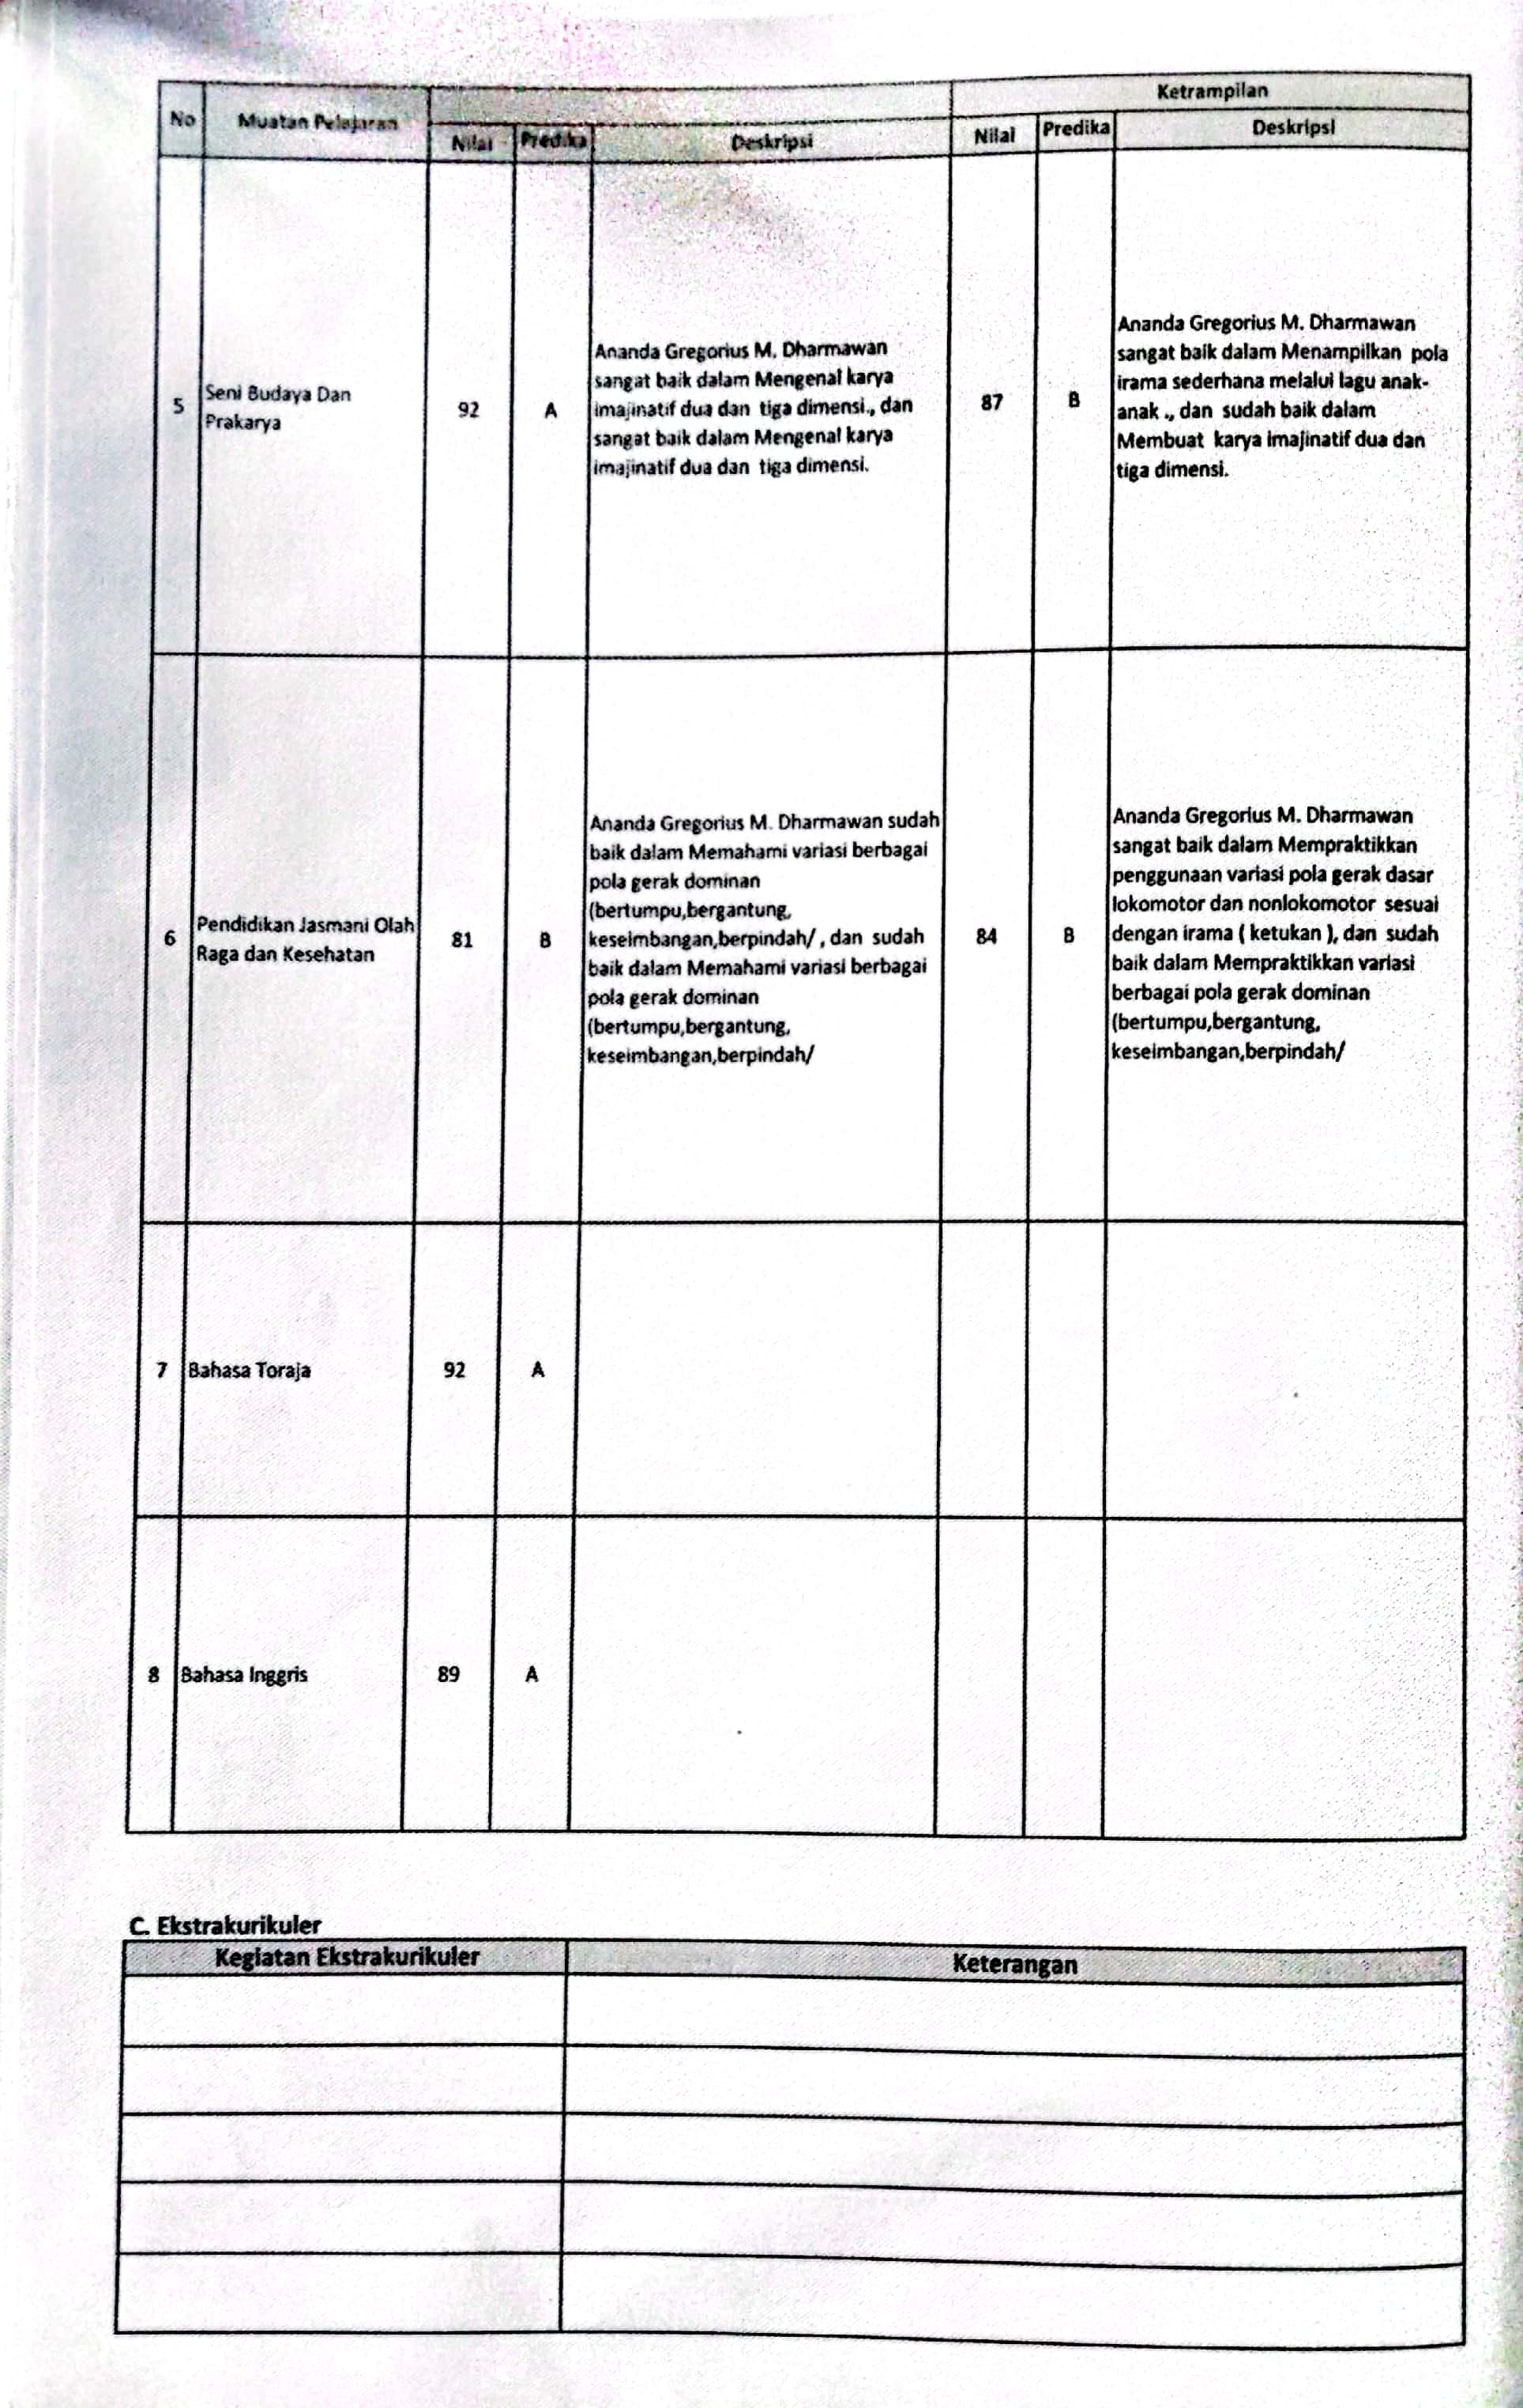 Ketrampilan
No Muatan Pelajaran Nilai Predika Deskripsi Nilai Predika Deskripsi
5 Seni Budaya Dan
Prakarya
92 A
Ananda Gregorius M. Dharmawan
sangat baik dalam Mengenal karya
imajinatif dua dan tiga dimensi., dan
sangat baik dalam Mengenal karya
imajinatif dua dan tiga dimensi.
87 B
Ananda Gregorius M. Dharmawan
sangat baik dalam Menampilkan pola
irama sederhana melalui lagu anak-
anak ., dan sudah baik dalam
Membuat karya imajinatif dua dan
tiga dimensi.
6 Pendidikan Jasmani Olah
Raga dan Kesehatan
81 B
Ananda Gregorius M. Dharmawan sudah
baik dalam Memahami variasi berbagai
pola gerak dominan
(bertumpu,bergantung,
keseimbangan,berpindah/ , dan sudah
baik dalam Memahami variasi berbagai
pola gerak dominan
(bertumpu,bergantung,
keseimbangan,berpindah/
84 B
Ananda Gregorius M. Dharmawan
sangat baik dalam Mempraktikkan
penggunaan variasi pola gerak dasar
lokomotor dan nonlokomotor sesuai
dengan irama ( ketukan ), dan sudah
baik dalam Mempraktikkan variasi
berbagai pola gerak dominan
(bertumpu,bergantung,
keseimbangan,berpindah/
7 Bahasa Toraja 92 A
8 Bahasa Inggris 89 A
C. Ekstrakurikuler
Kegiatan Ekstrakurikuler Keterangan